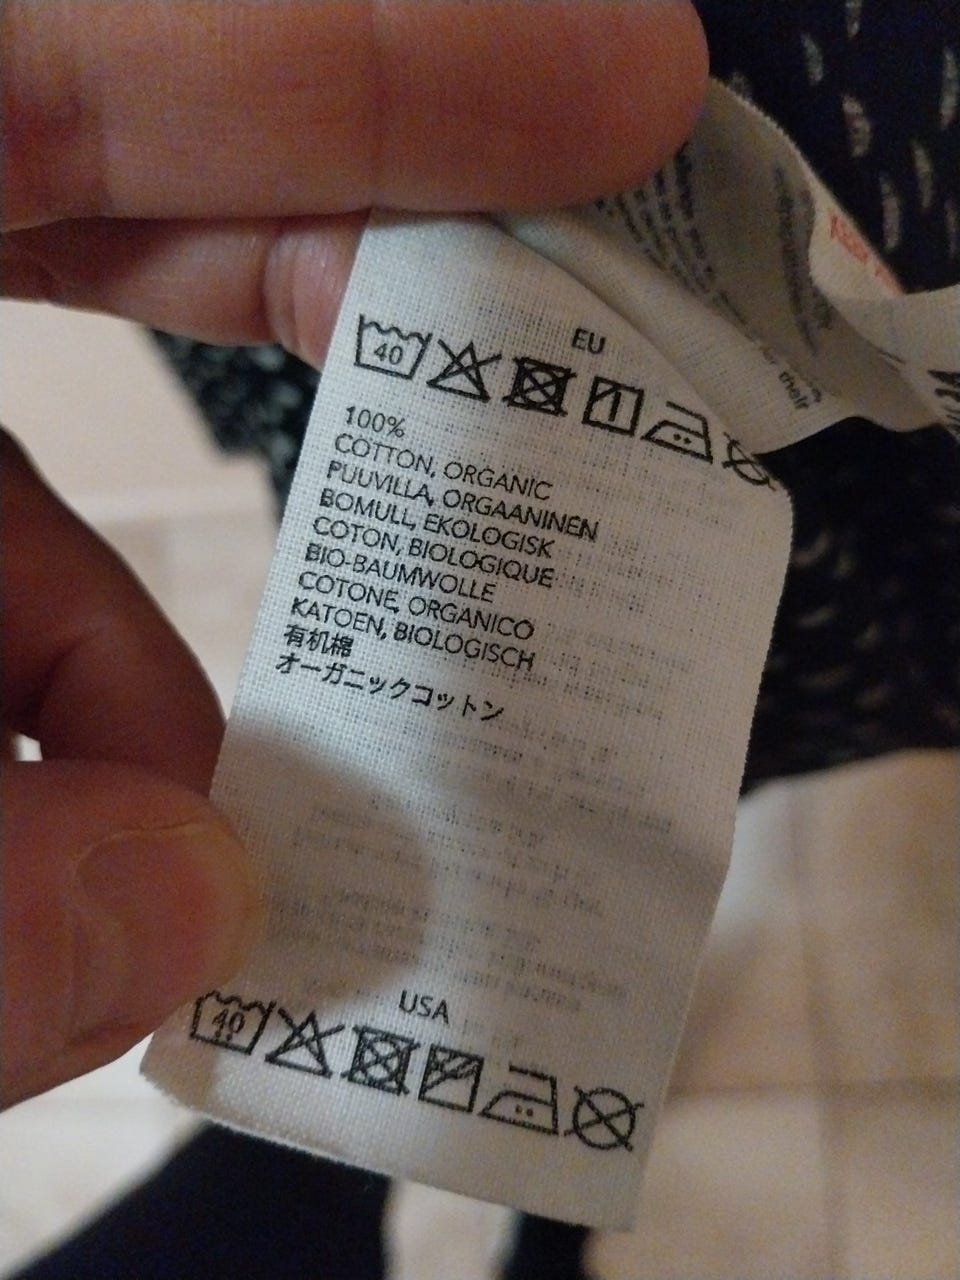 EU
40
100%
COTTON, ORGANIC
PUUVILLA, ORGAANINEN
BOMULL, EKOLOGISK
COTON, BIOLOGIQUE
BIO-BAUMWOLLE
COTONE, ORGANICO
KATOEN, BIOLOGISCH
有机棉
オーガニックコットン
USA
40
their